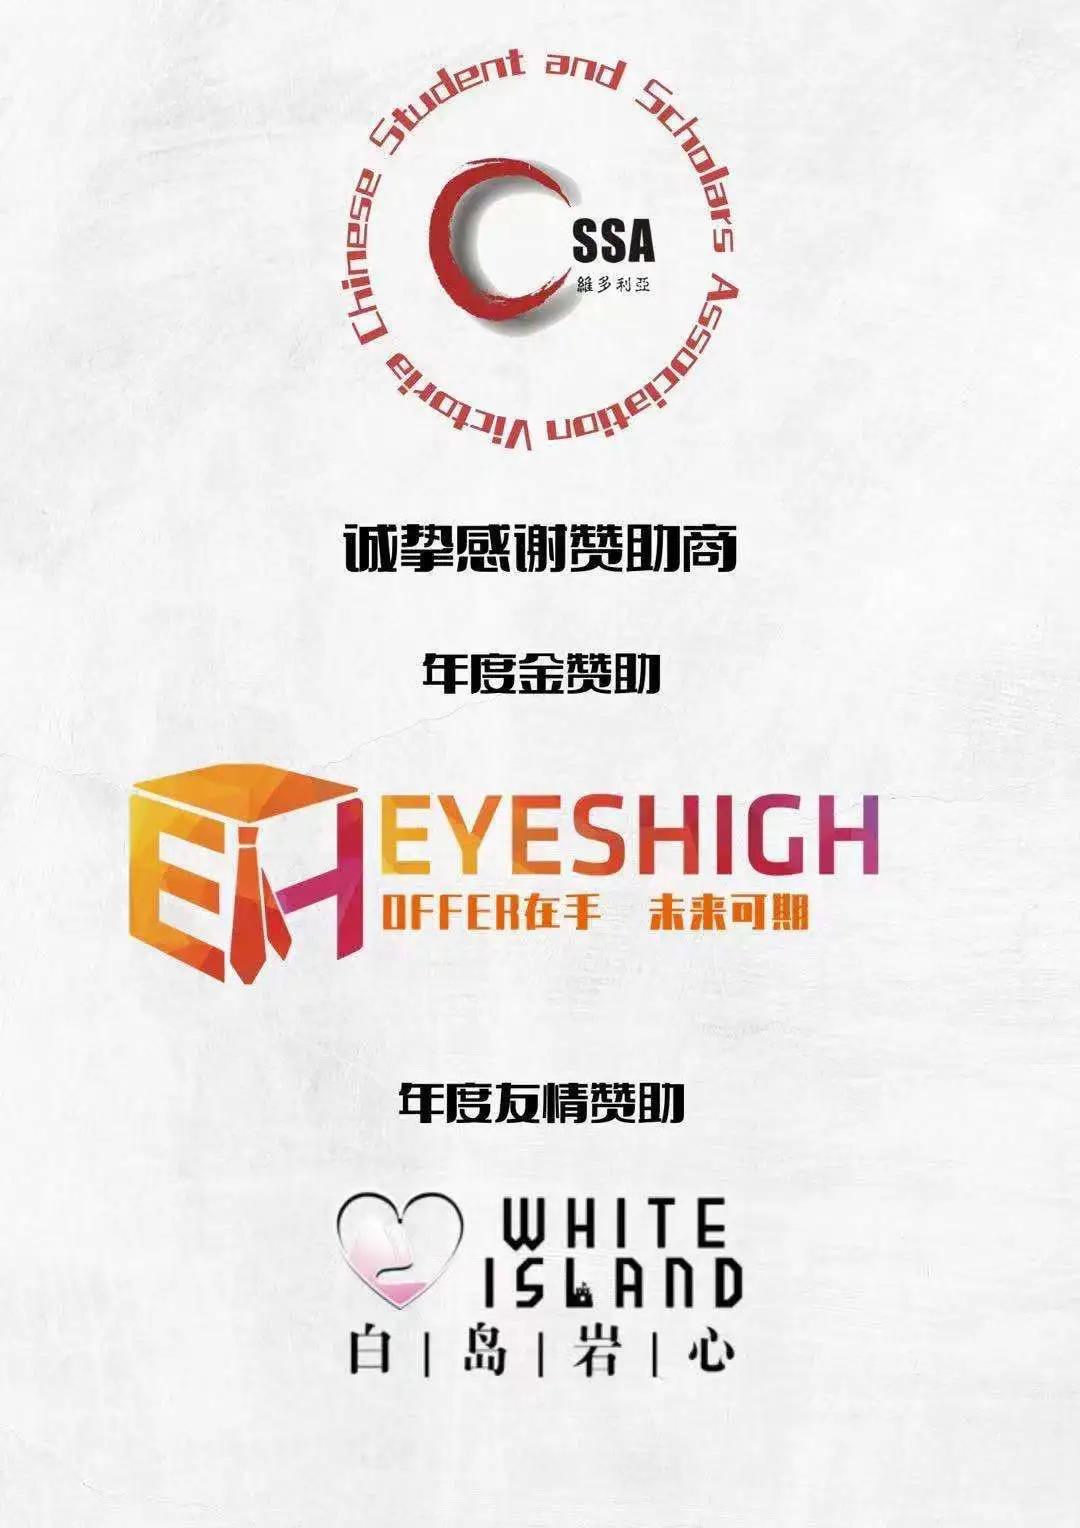 Chinese Student and Scholars Association Victoria
SSA
維多利亞
诚挚感谢赞助商
年度金赞助
EH
EYESHIGH
OFFER在手 未来可期
年度友情赞助
WHITE
ISLAND
白|岛|岩|心